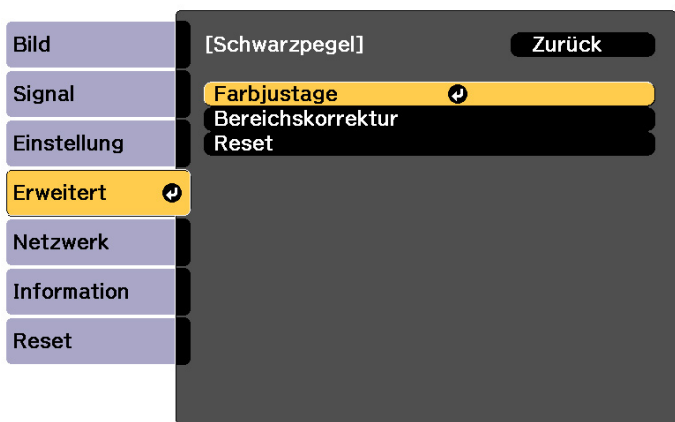 Bild
Signal
Einstellung
Erweitert
Netzwerk
Information
Reset
[Schwarzpegel]
Zurück
Farbjustage
Bereichskorrektur
Reset